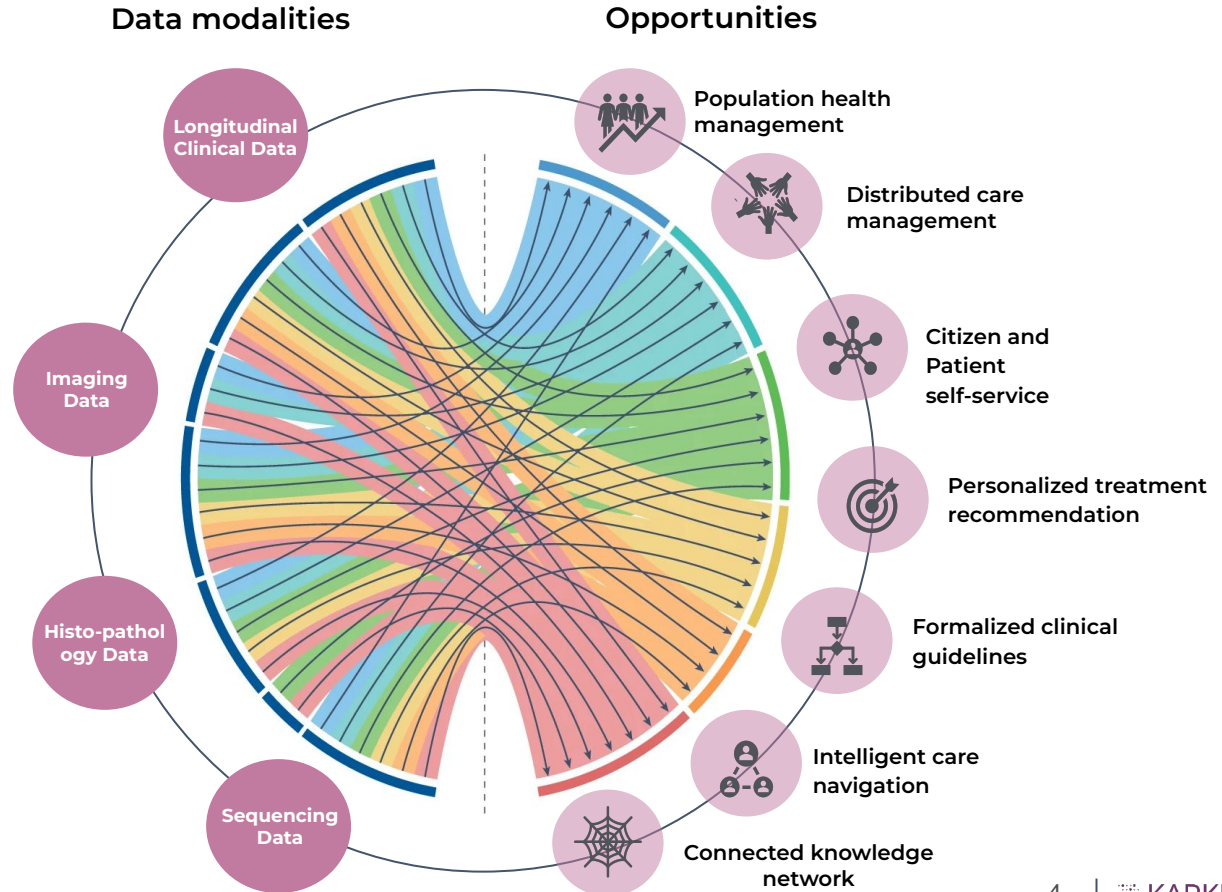 Data modalities
Opportunities
Longitudinal
Clinical Data
Imaging
Data
Histo-pathol
ogy Data
Sequencing
Data
Population health
management
Distributed care
management
Citizen and
Patient
self-service
Personalized treatment
recommendation
Formalized clinical
guidelines
Intelligent care
navigation
Connected knowledge
network